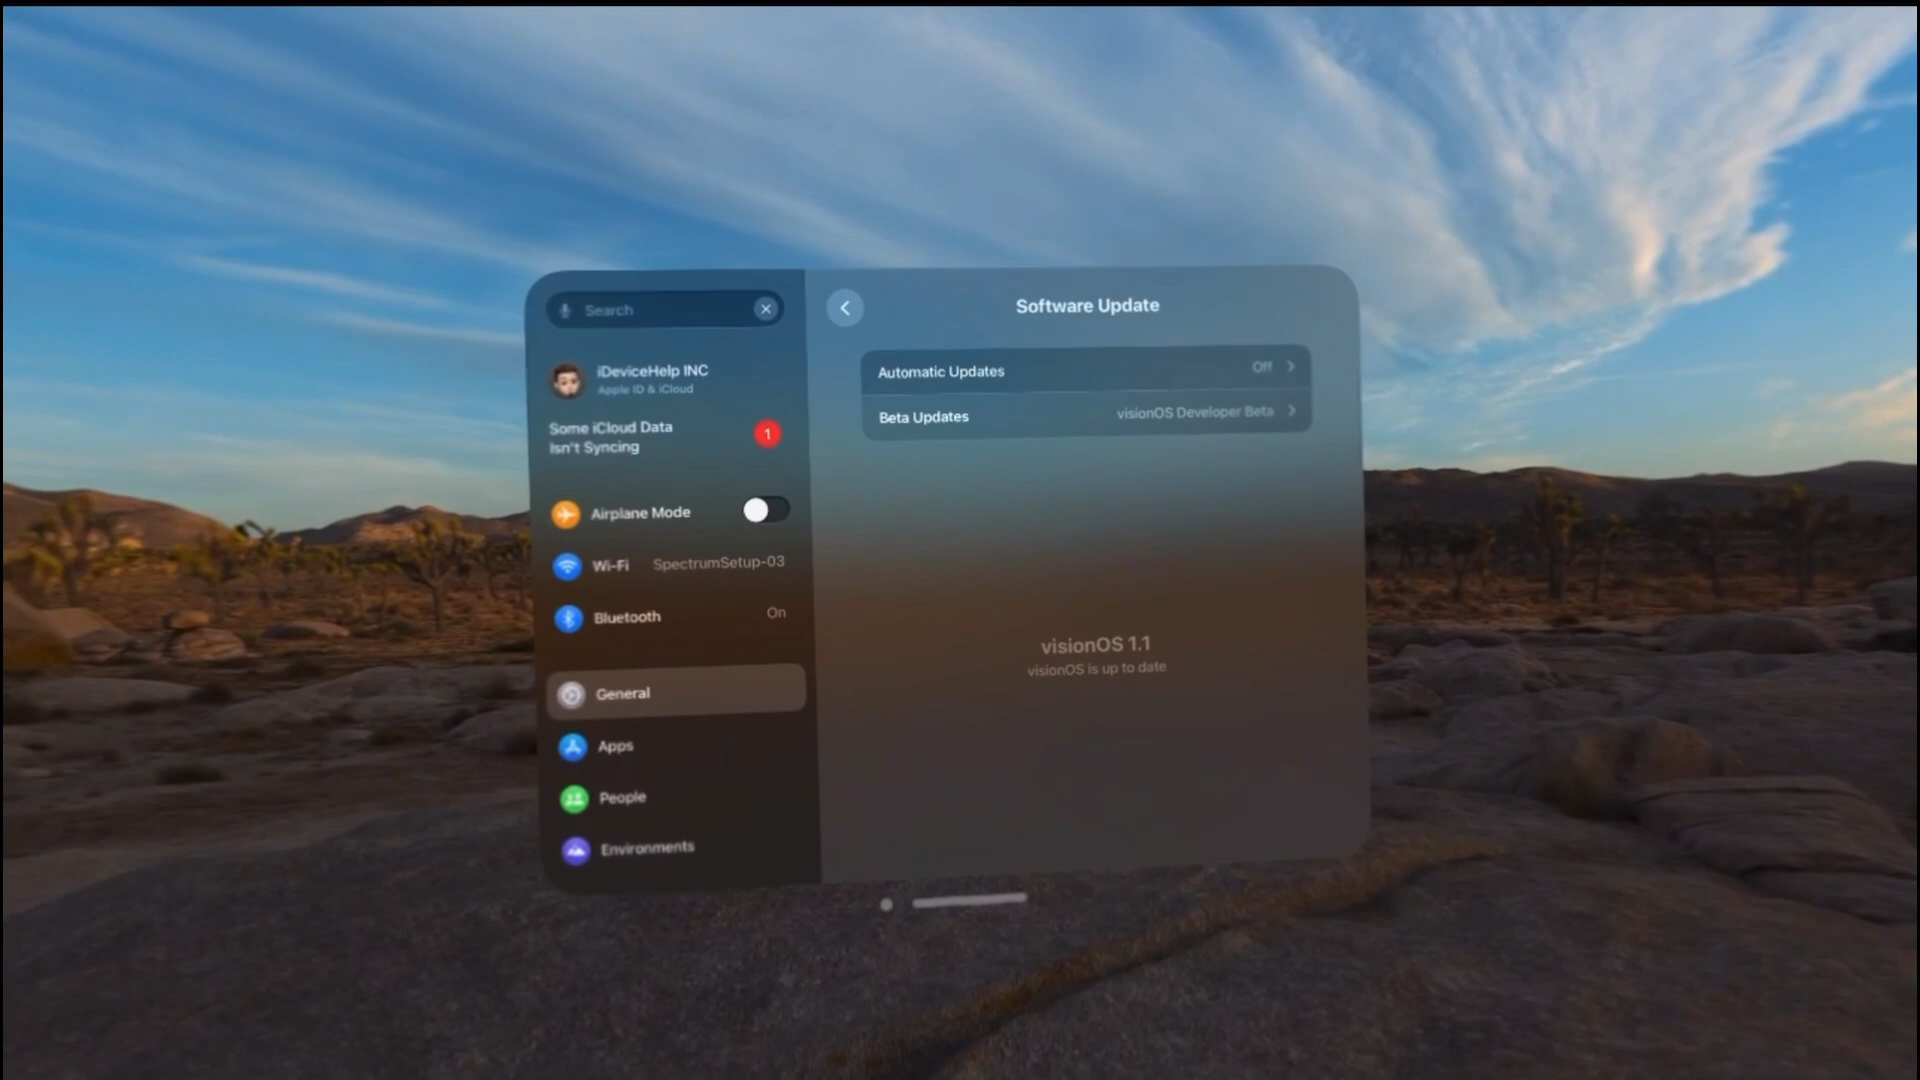 Search
iDeviceHelp INC
Apple ID & iCloud
Some iCloud Data
Isn't Syncing
1
Airplane Mode
Wi-Fi SpectrumSetup-03
Bluetooth On
General
Apps
People
Environments
Software Update
Automatic Updates Off
Beta Updates visionOS Developer Beta
visionOS 1.1
visionOS is up to date